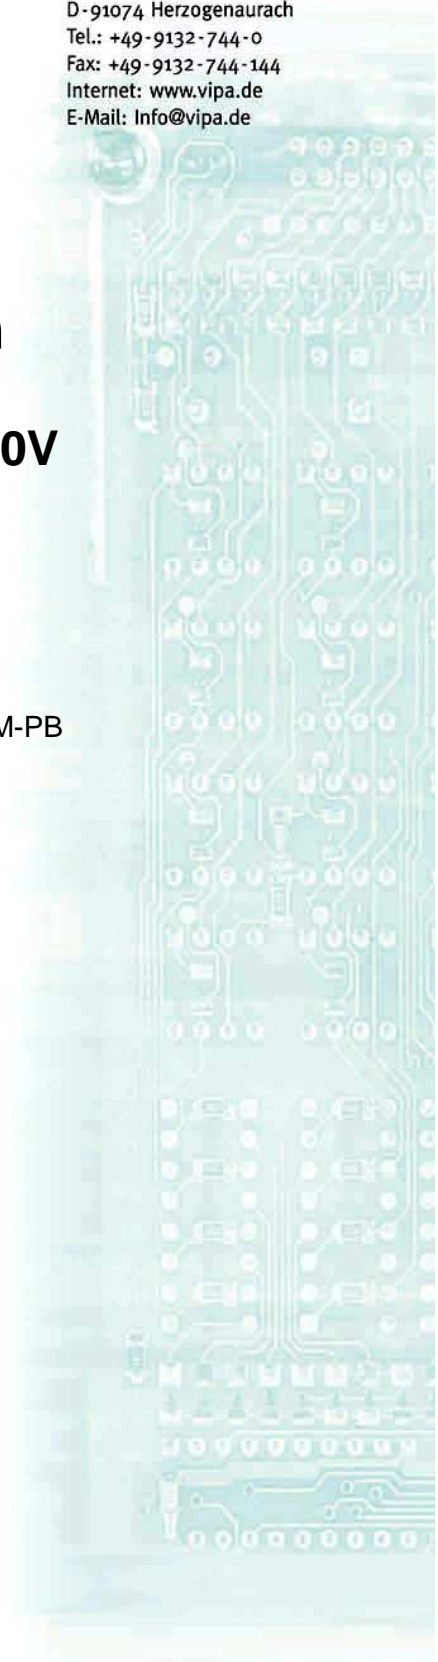 D-91074 Herzogenaurach
Tel.: +49-9132-744-0
Fax: +49-9132-744-144
Internet: www.vipa.de
E-Mail: Info@vipa.de
0V
M-PB